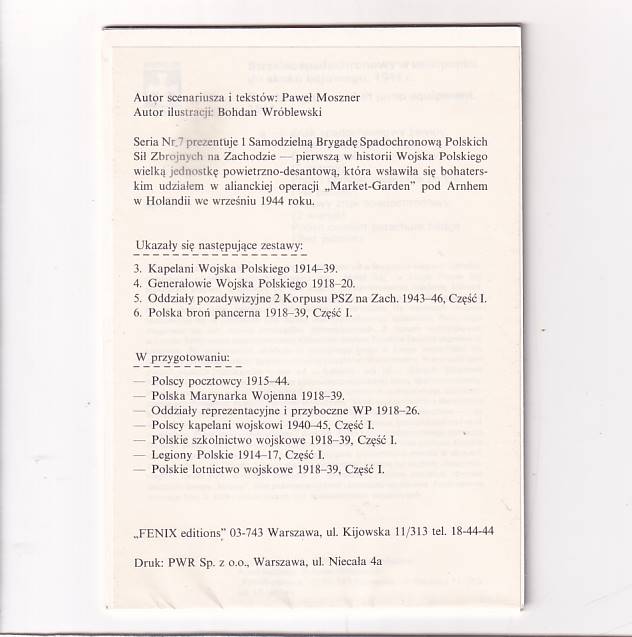 Autor scenariusza i tekstów: Paweł Moszner
Autor ilustracji: Bohdan Wróblewski
Seria Nr 7 prezentuje 1 Samodzielną Brygadę Spadochronową Polskich
Sił Zbrojnych na Zachodzie — pierwszą w historii Wojska Polskiego
wielką jednostkę powietrzno-desantową, która wsławiła się bohaters-
kim udziałem w alianckiej operacji „Market-Garden” pod Arnhem
w Holandii we wrześniu 1944 roku.
Ukazały się następujące zestawy:
3. Kapelani Wojska Polskiego 1914–39.
4. Generałowie Wojska Polskiego 1918–20.
5. Oddziały pozadywizyjne 2 Korpusu PSZ na Zach. 1943–46, Część I.
6. Polska broń pancerna 1918–39, Część I.
W przygotowaniu:
— Polscy pocztowcy 1915–44.
— Polska Marynarka Wojenna 1918–39.
— Oddziały reprezentacyjne i przyboczne WP 1918–26.
— Polscy kapelani wojskowi 1940–45, Część I.
— Polskie szkolnictwo wojskowe 1918–39, Część I.
— Legiony Polskie 1914–17, Część I.
— Polskie lotnictwo wojskowe 1918–39, Część I.
„FENIX editions” 03-743 Warszawa, ul. Kijowska 11/313 tel. 18-44-44
Druk: PWR Sp. z o.o., Warszawa, ul. Niecała 4a